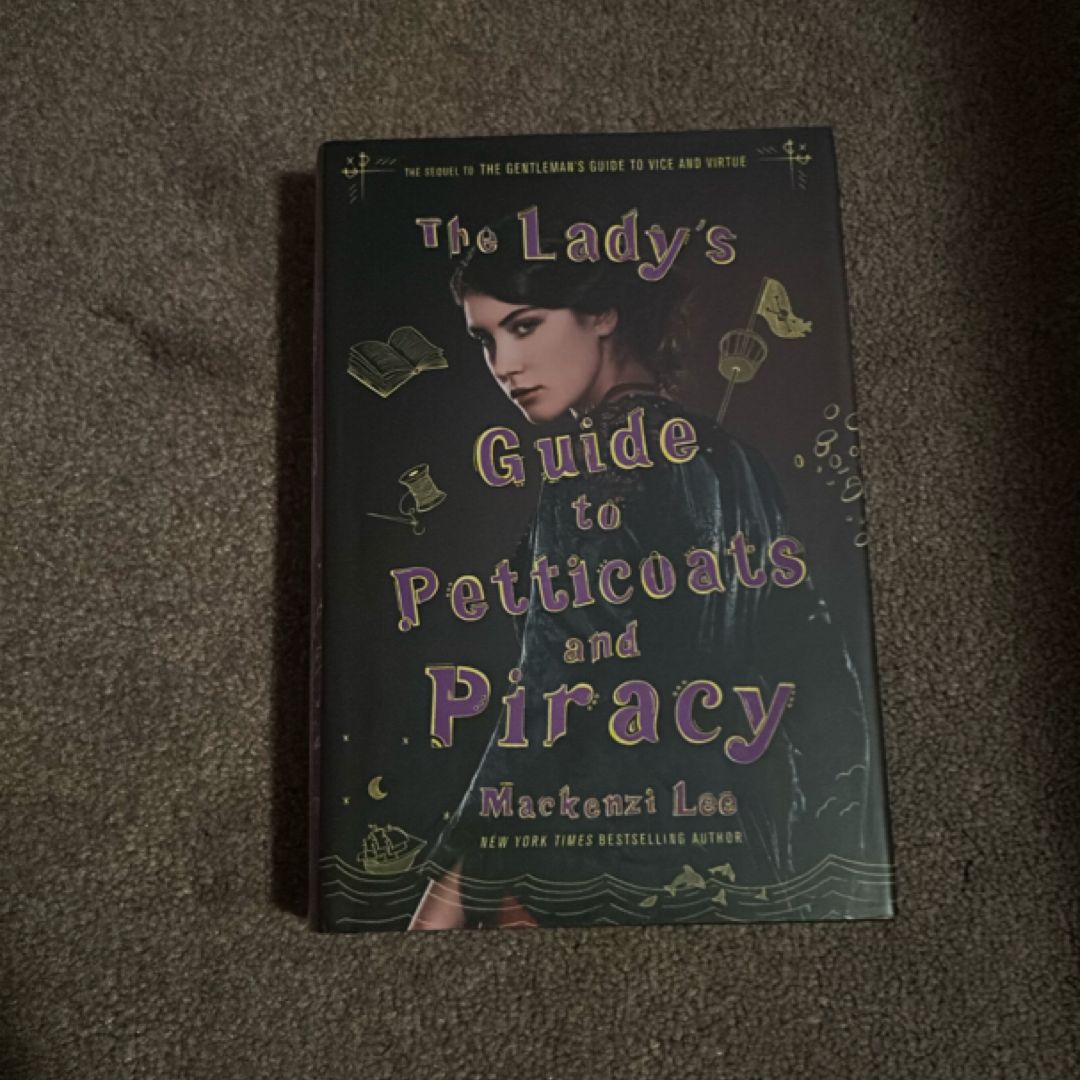 THE SEQUEL TO THE GENTLEMAN'S GUIDE TO VICE AND VIRTUE
The Lady's
Guide
to
Petticoats
and
Piracy
Mackenzi Lee
NEW YORK TIMES BESTSELLING AUTHOR